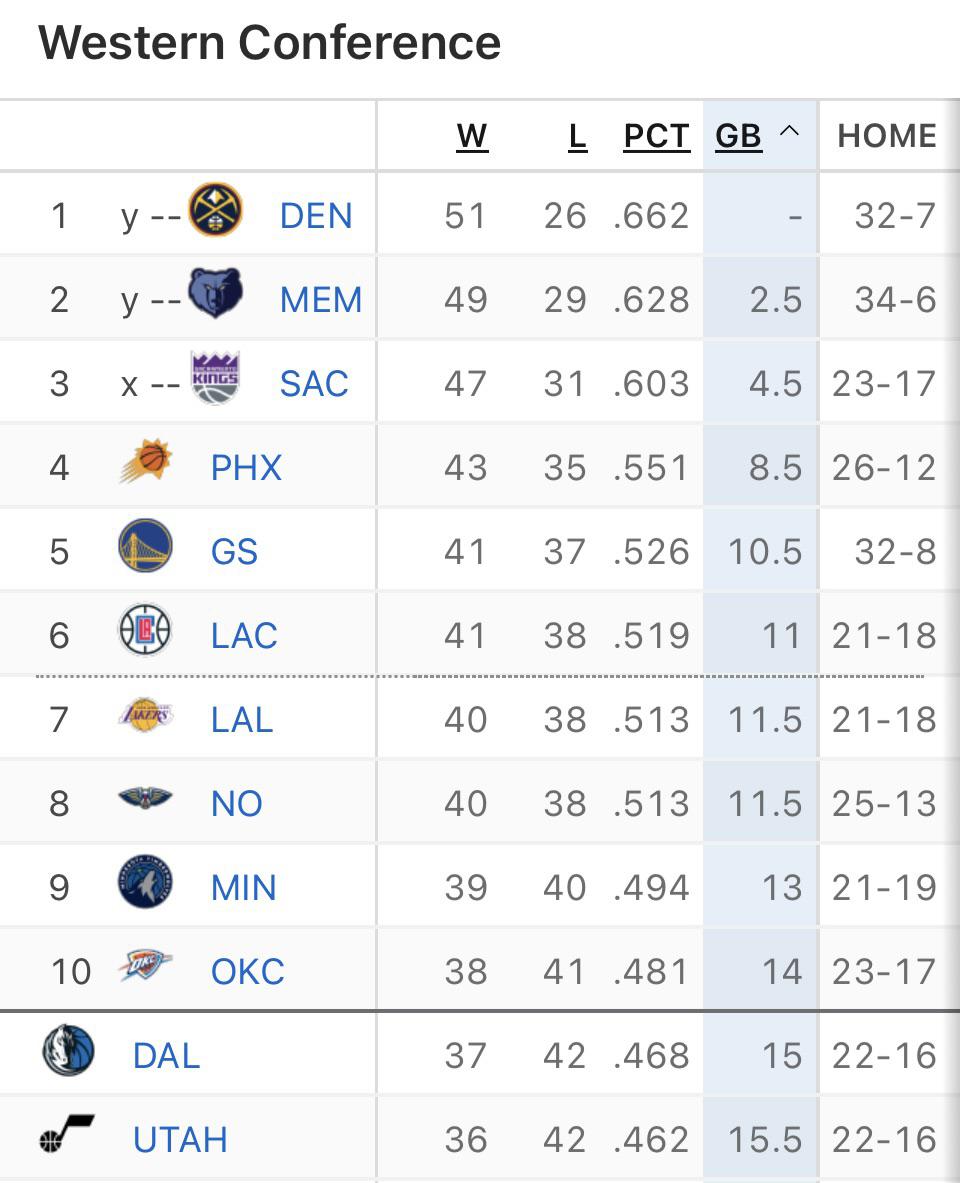 Western Conference
W L PCT GB ^ HOME
1 y -- DEN 51 26 .662 - 32-7
2 y -- MEM 49 29 .628 2.5 34-6
3 x -- SACRAMENTO KINGS SAC 47 31 .603 4.5 23-17
4 PHX 43 35 .551 8.5 26-12
5 GS 41 37 .526 10.5 32-8
6 LA LAC 41 38 .519 11 21-18
7 LAKERS LAL 40 38 .513 11.5 21-18
8 NO 40 38 .513 11.5 25-13
9 MIN 39 40 .494 13 21-19
10 OKC OKC 38 41 .481 14 23-17
DAL 37 42 .468 15 22-16
UTAH 36 42 .462 15.5 22-16